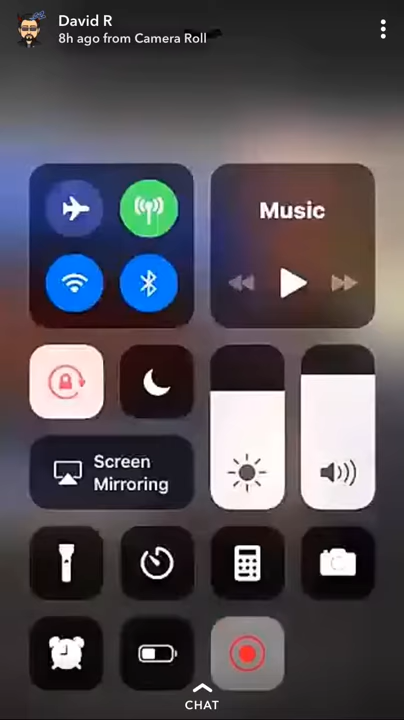 David R
8h ago from Camera Roll
Music
Screen
Mirroring
CHAT